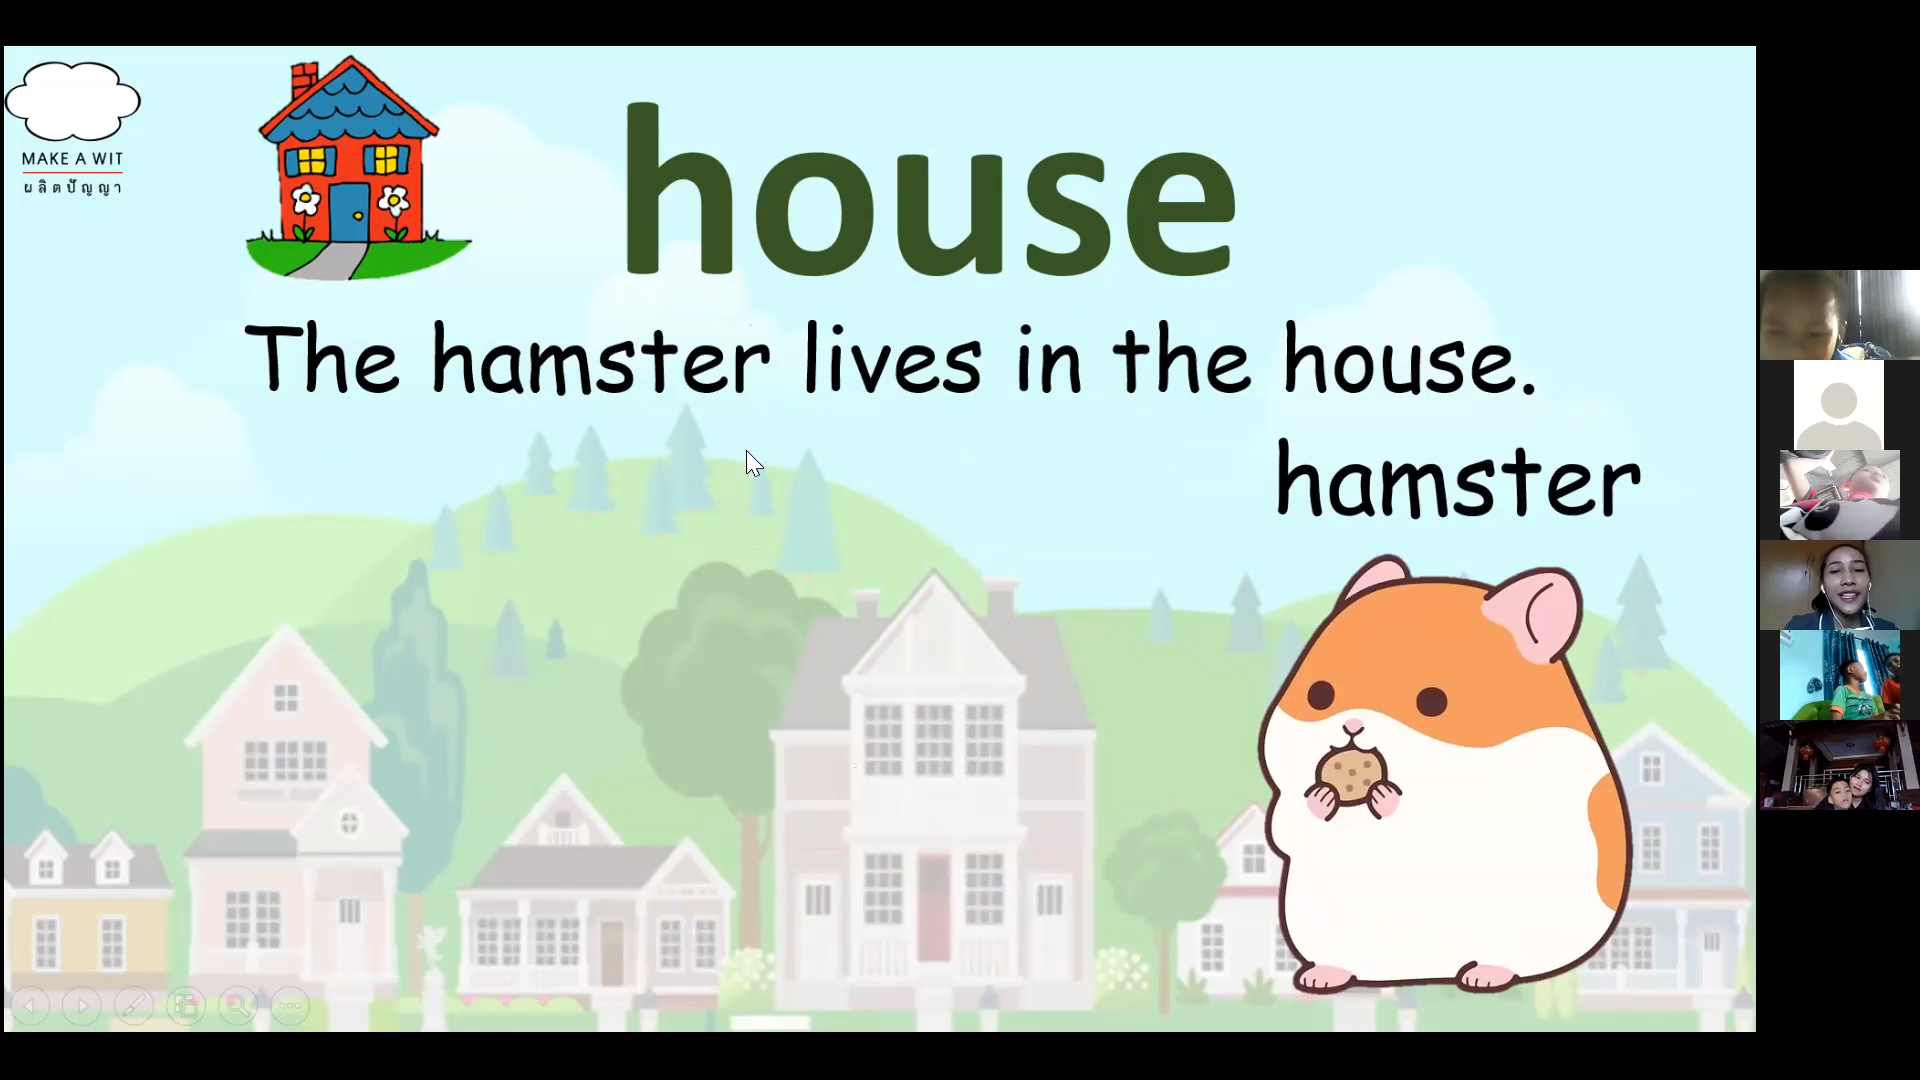 MAKE A WIT
ผลิตปัญญา
house
The hamster lives in the house.
hamster